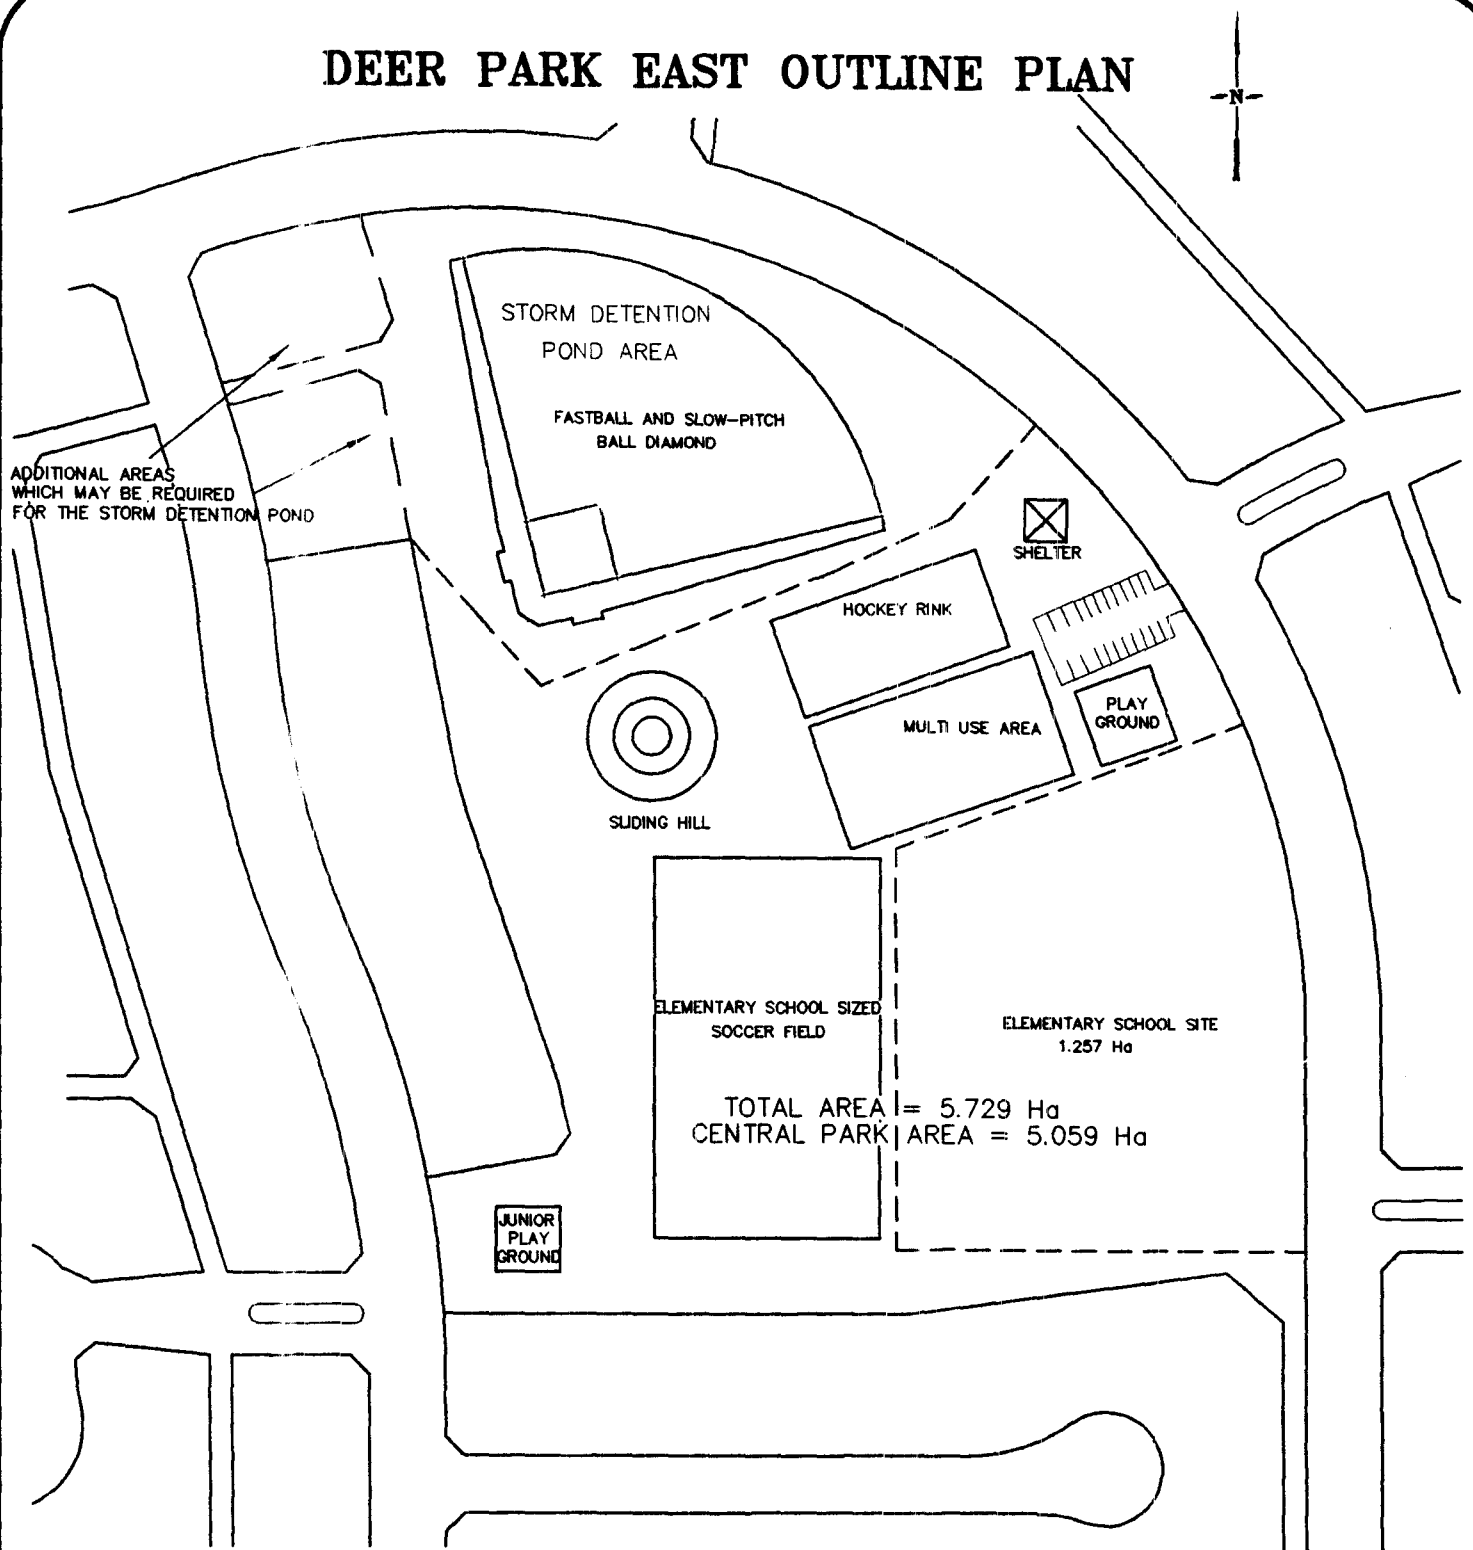 DEER PARK EAST OUTLINE PLAN
N
STORM DETENTION
POND AREA
FASTBALL AND SLOW-PITCH
BALL DIAMOND
ADDITIONAL AREAS
WHICH MAY BE REQUIRED
FOR THE STORM DETENTION POND
SHELTER
HOCKEY RINK
PLAY
GROUND
MULTI USE AREA
SLIDING HILL
ELEMENTARY SCHOOL SIZED
SOCCER FIELD
ELEMENTARY SCHOOL SITE
1.257 Ha
TOTAL AREA = 5.729 Ha
CENTRAL PARK AREA = 5.059 Ha
JUNIOR
PLAY
GROUND